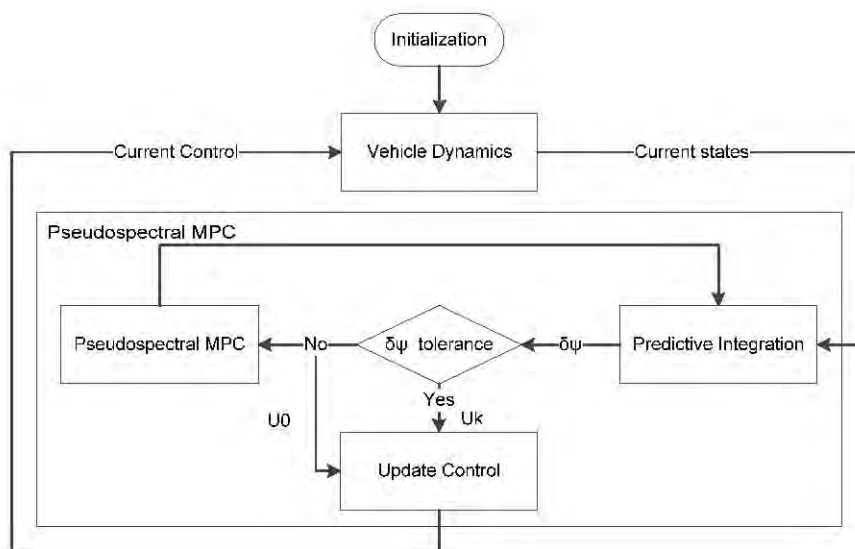 Initialization
Current Control
Vehicle Dynamics
Current states
Pseudospectral MPC
Pseudospectral MPC
No
δψ tolerance
δψ
Predictive Integration
Yes
U0
Uk
Update Control